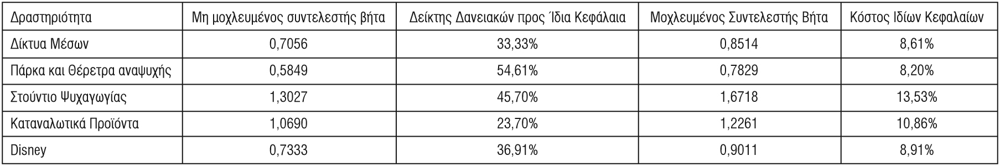 Δραστηριότητα Μη μοχλευμένος συντελεστής βήτα Δείκτης Δανειακών προς Ίδια Κεφάλαια Μοχλευμένος Συντελεστής Βήτα Κόστος Ιδίων Κεφαλαίων
Δίκτυα Μέσων 0,7056 33,33% 0,8514 8,61%
Πάρκα και Θέρετρα αναψυχής 0,5849 54,61% 0,7829 8,20%
Στούντιο Ψυχαγωγίας 1,3027 45,70% 1,6718 13,53%
Καταναλωτικά Προϊόντα 1,0690 23,70% 1,2261 10,86%
Disney 0,7333 36,91% 0,9011 8,91%